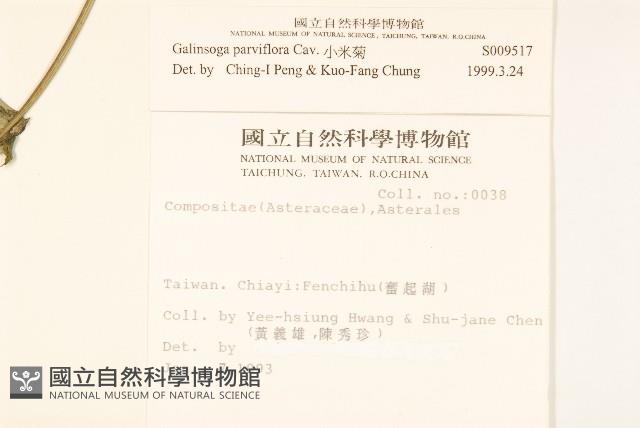 國立自然科學博物館
NATIONAL MUSEUM OF NATURAL SCIENCE, TAICHUNG, TAIWAN, R.O.CHINA
Galinsoga parviflora Cav. 小米菊 S009517
Det. by Ching-I Peng & Kuo-Fang Chung 1999.3.24
國立自然科學博物館
NATIONAL MUSEUM OF NATURAL SCIENCE
TAICHUNG, TAIWAN, R.O.CHINA
Coll. no.:0038
Compositae(Asteraceae),Asterales
Taiwan. Chiayi:Fenchihu(奮起湖)
Coll. by Yee-hsiung Hwang & Shu-jane Chen
(黃義雄,陳秀珍)
Det. by
國立自然科學博物館
NATIONAL MUSEUM OF NATURAL SCIENCE